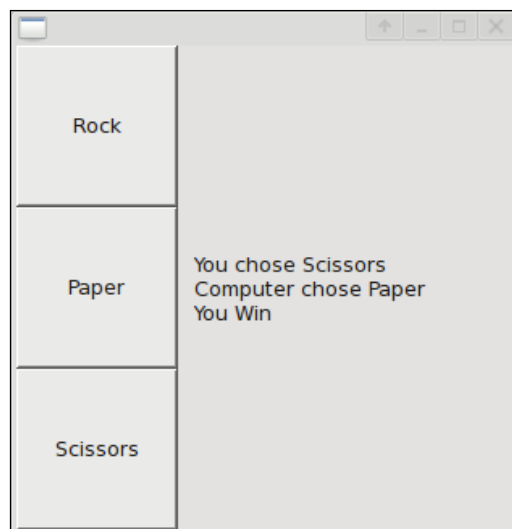 Rock
Paper
Scissors
You chose Scissors
Computer chose Paper
You Win